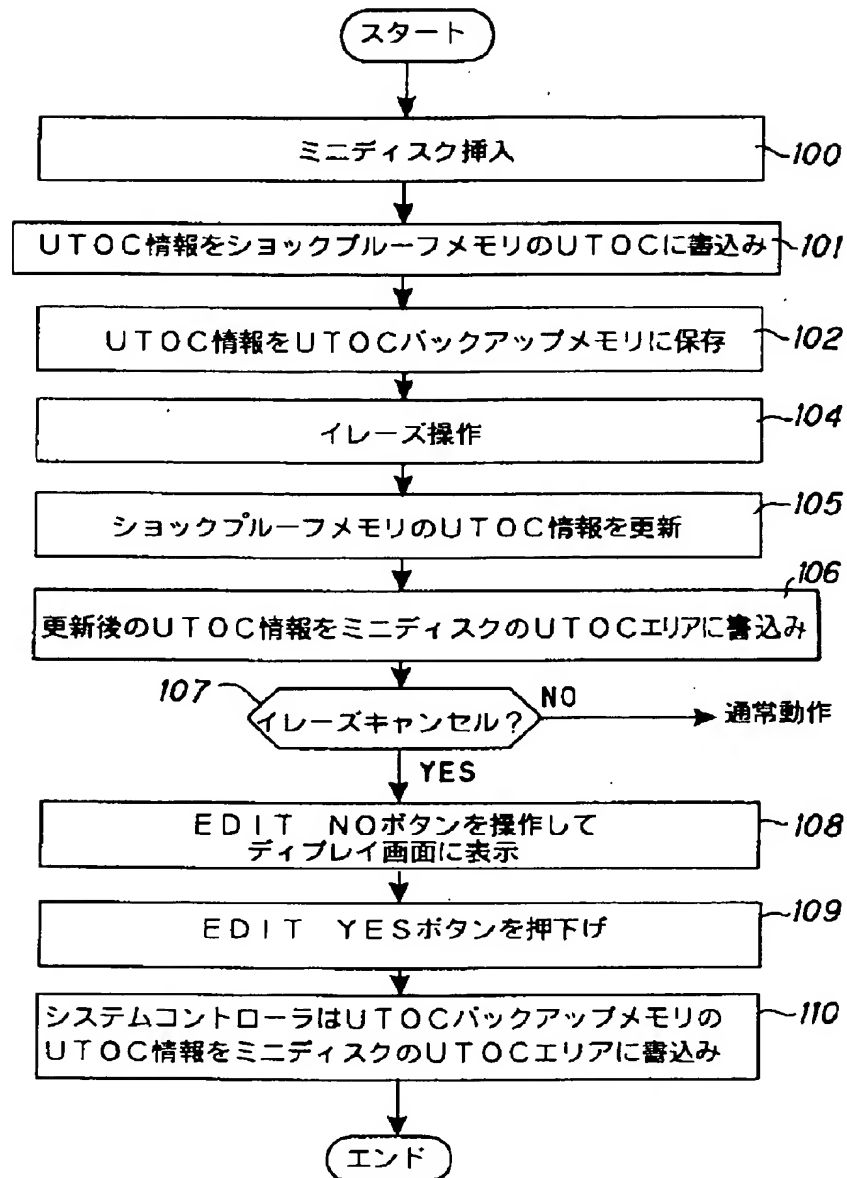 スタート
ミニディスク挿入
100
UTOC情報をショックプルーフメモリのUTOCに書込み
101
UTOC情報をUTOCバックアップメモリに保存
102
イレーズ操作
104
ショックプルーフメモリのUTOC情報を更新
105
106
更新後のUTOC情報をミニディスクのUTOCエリアに書込み
107
イレーズキャンセル?
NO
通常動作
YES
EDIT NOボタンを操作して
ディプレイ画面に表示
108
EDIT YESボタンを押下げ
109
システムコントローラはUTOCバックアップメモリの
UTOC情報をミニディスクのUTOCエリアに書込み
110
エンド